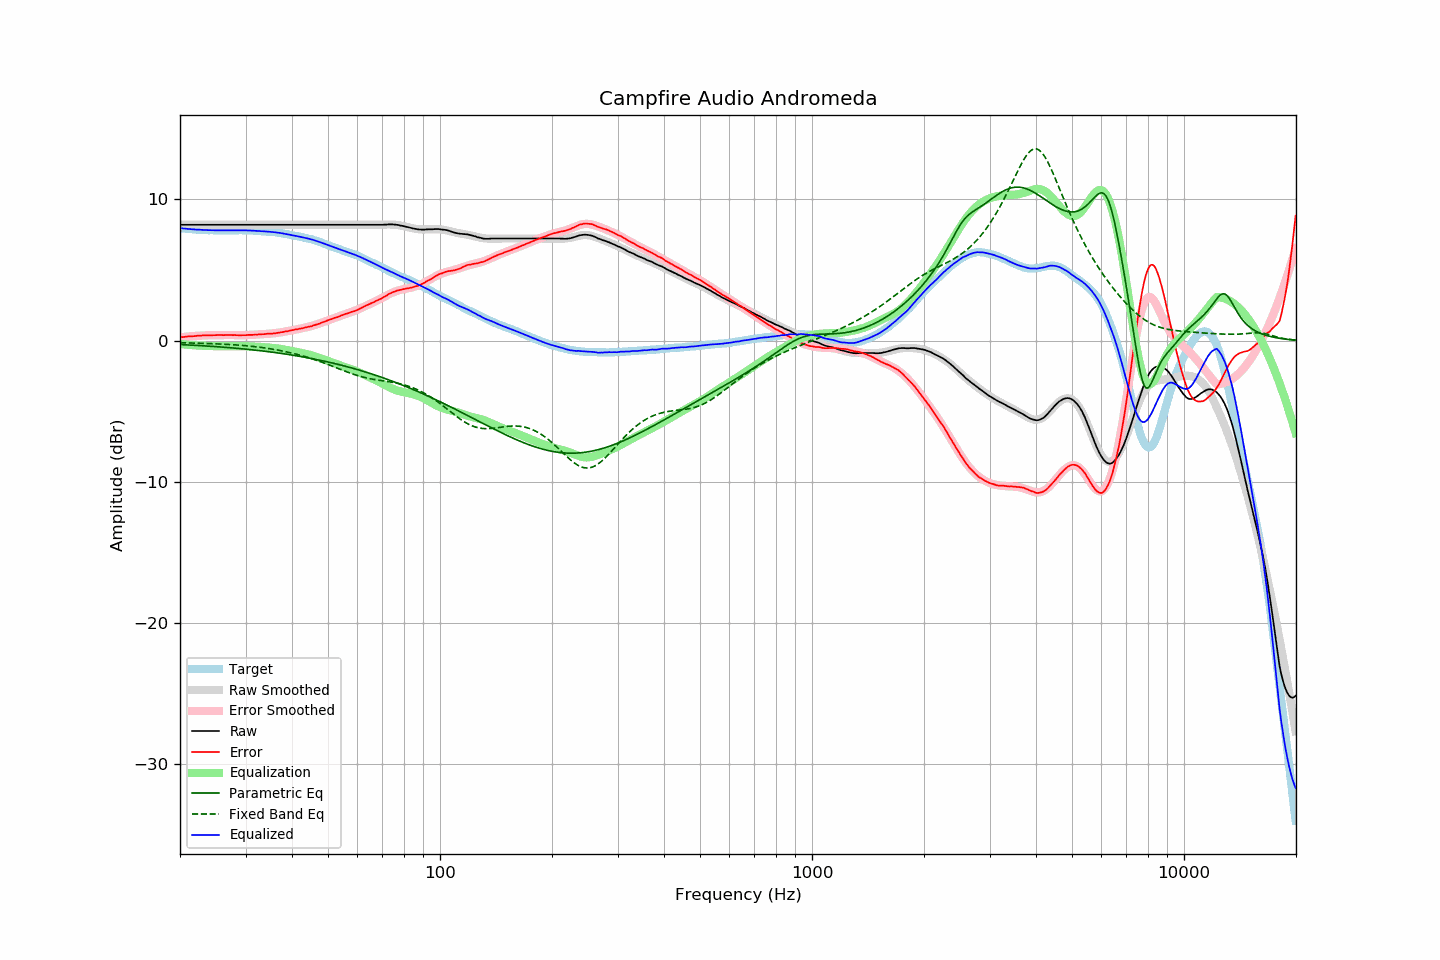 Campfire Audio Andromeda
10
0
−10
−20
−30
Amplitude (dBr)
Target
Raw Smoothed
Error Smoothed
Raw
Error
Equalization
Parametric Eq
Fixed Band Eq
Equalized
100
1000
10000
Frequency (Hz)